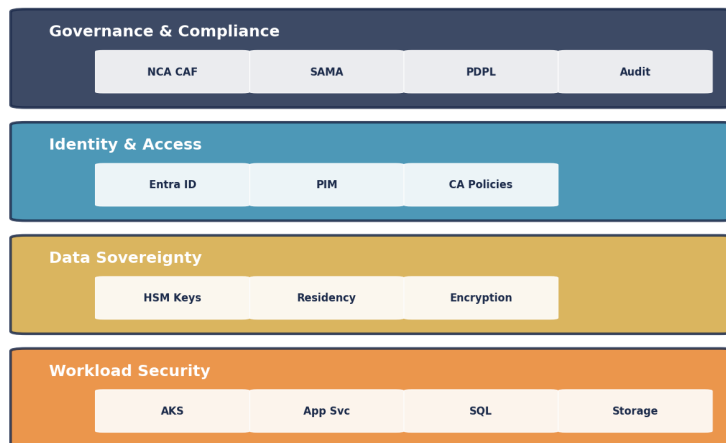 Governance & Compliance
NCA CAF SAMA PDPL Audit
Identity & Access
Entra ID PIM CA Policies
Data Sovereignty
HSM Keys Residency Encryption
Workload Security
AKS App Svc SQL Storage